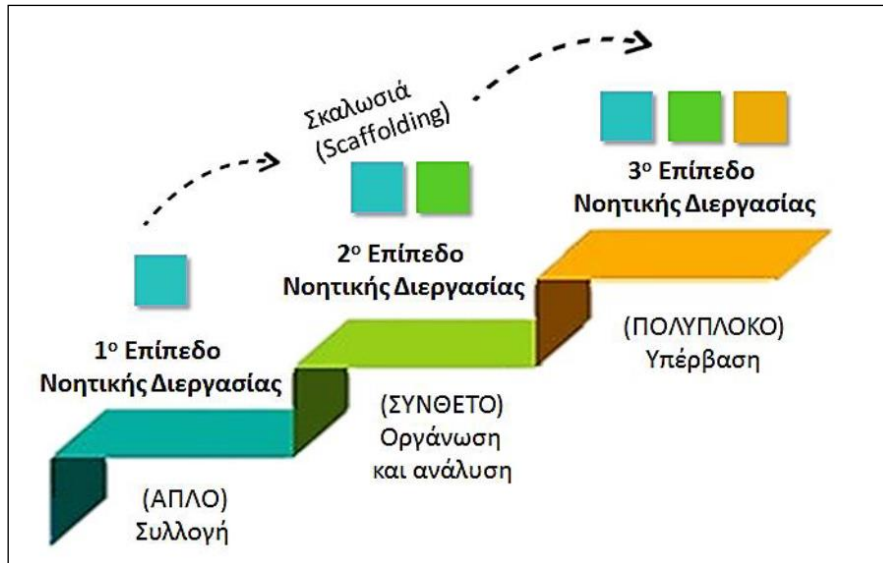 Σκαλωσιά
(Scaffolding)
1ο Επίπεδο
Νοητικής Διεργασίας
(ΑΠΛΟ)
Συλλογή
2ο Επίπεδο
Νοητικής Διεργασίας
(ΣΥΝΘΕΤΟ)
Οργάνωση
και ανάλυση
3ο Επίπεδο
Νοητικής Διεργασίας
(ΠΟΛΥΠΛΟΚΟ)
Υπέρβαση